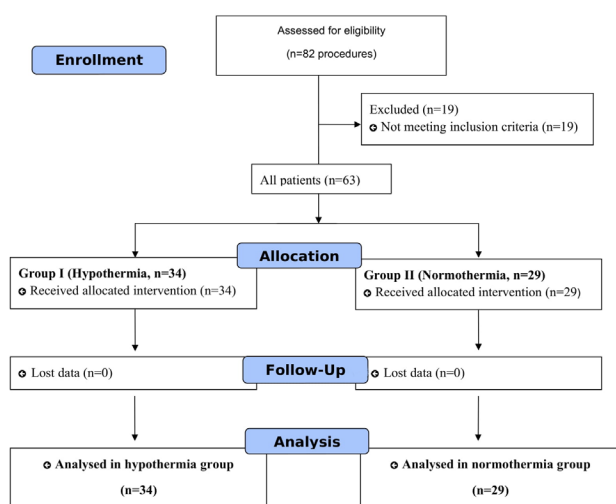 Assessed for eligibility
(n=82 procedures)
Enrollment
Excluded (n=19)
Not meeting inclusion criteria (n=19)
All patients (n=63)
Allocation
Group I (Hypothermia, n=34)
Received allocated intervention (n=34)
Group II (Normothermia, n=29)
Received allocated intervention (n=29)
Follow-Up
Lost data (n=0)
Lost data (n=0)
Analysis
Analysed in hypothermia group
(n=34)
Analysed in normothermia group
(n=29)